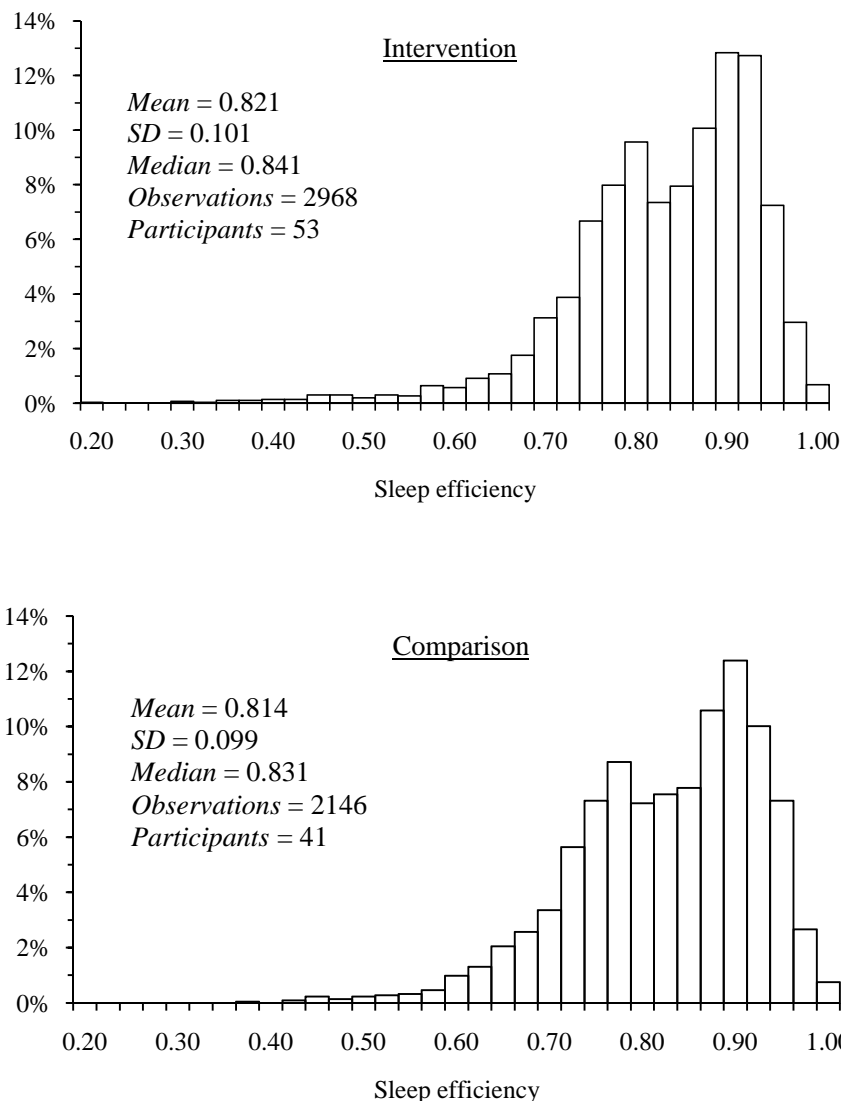 14%
Intervention
12%
Mean = 0.821
10%
SD = 0.101
Median = 0.841
8%
Observations = 2968
Participants = 53
6%
4%
2%
0%
0.20 0.30 0.40 0.50 0.60 0.70 0.80 0.90 1.00
Sleep efficiency
14%
Comparison
12%
Mean = 0.814
10%
SD = 0.099
Median = 0.831
8%
Observations = 2146
Participants = 41
6%
4%
2%
0%
0.20 0.30 0.40 0.50 0.60 0.70 0.80 0.90 1.00
Sleep efficiency